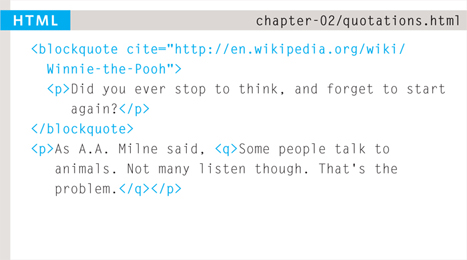 HTML
chapter-02/quotations.html
<blockquote cite="http://en.wikipedia.org/wiki/
Winnie-the-Pooh">
<p>Did you ever stop to think, and forget to start
again?</p>
</blockquote>
<p>As A.A. Milne said, <q>Some people talk to
animals. Not many listen though. That's the
problem.</q></p>